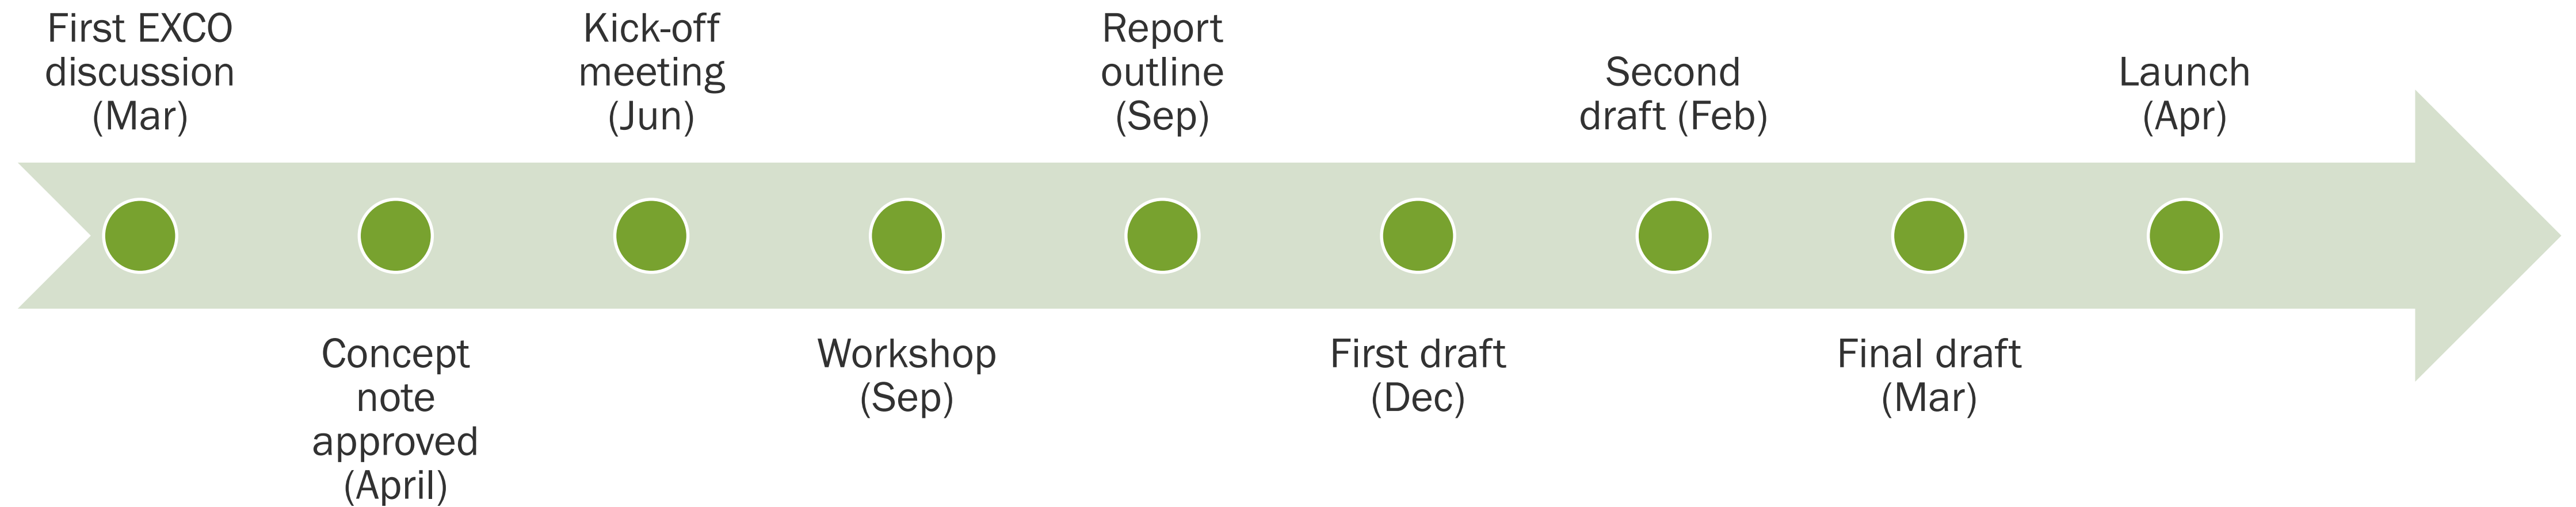 First EXCO
discussion
(Mar)
Concept
note
approved
(April)
Kick-off
meeting
(Jun)
Workshop
(Sep)
Report
outline
(Sep)
First draft
(Dec)
Second
draft (Feb)
Final draft
(Mar)
Launch
(Apr)